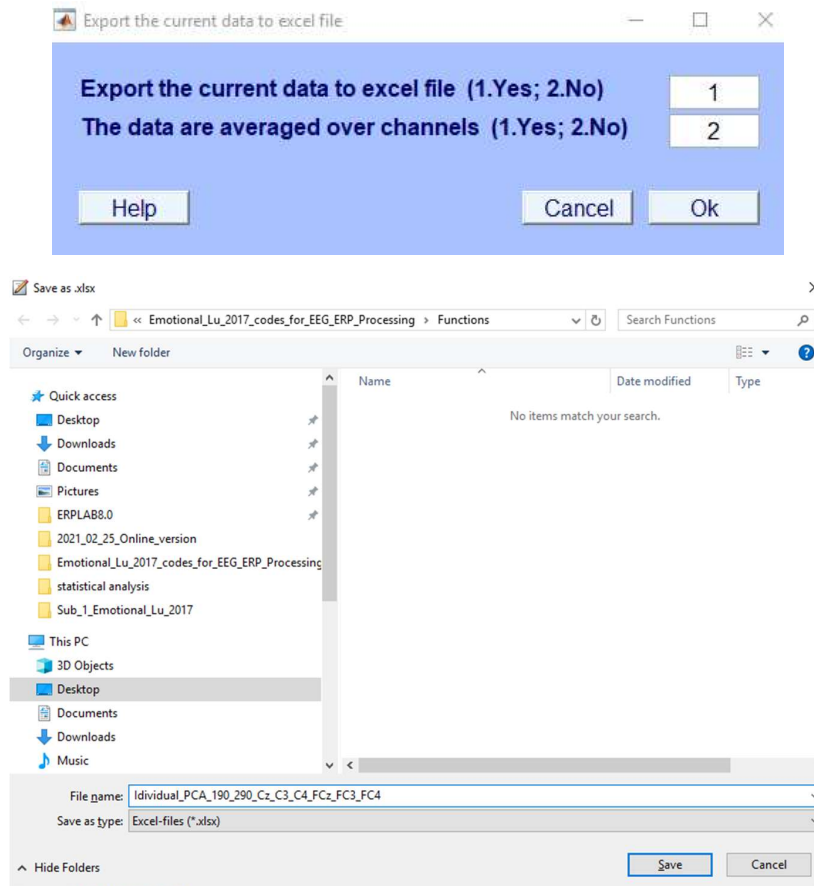 Export the current data to excel file
Export the current data to excel file (1.Yes; 2.No) 1
The data are averaged over channels (1.Yes; 2.No) 2
Help Cancel Ok
Save as .xlsx
« Emotional_Lu_2017_codes_for_EEG_ERP_Processing > Functions Search Functions
Organize New folder
Name Date modified Type
Quick access
No items match your search.
Desktop
Downloads
Documents
Pictures
ERPLAB8.0
2021_02_25_Online_version
Emotional_Lu_2017_codes_for_EEG_ERP_Processing
statistical analysis
Sub_1_Emotional_Lu_2017
This PC
3D Objects
Desktop
Documents
Downloads
Music
File name: Idividual_PCA_190_290_Cz_C3_C4_FCz_FC3_FC4
Save as type: Excel-files (*.xlsx)
Hide Folders Save Cancel